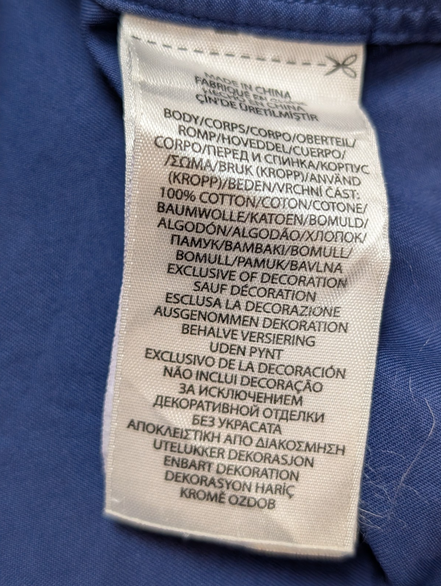 MADE IN CHINA
FABRIQUÉ EN CHINE
HECHO EN CHINA
ÇİN'DE ÜRETİLMİŞTİR
BODY/CORPS/CORPO/OBERTEIL/
ROMP/HOVEDDEL/CUERPO/
CORPO/ПЕРЕД И СПИНКА/КОРПУС
/ΣΩΜΑ/BRUK (KROPP)/ANVÄND
(KROPP)/BEDEN/VRCHNÍ ČÁST:
100% COTTON/COTON/COTONE/
BAUMWOLLE/KATOEN/BOMULD/
ALGODÓN/ALGODÃO/ХЛОПОК/
ПАМУК/ΒΑΜΒΑΚΙ/BOMULL/
BOMULL/PAMUK/BAVLNA
EXCLUSIVE OF DECORATION
SAUF DÉCORATION
ESCLUSA LA DECORAZIONE
AUSGENOMMEN DEKORATION
BEHALVE VERSIERING
UDEN PYNT
EXCLUSIVO DE LA DECORACIÓN
NÃO INCLUI DECORAÇÃO
ЗА ИСКЛЮЧЕНИЕМ
ДЕКОРАТИВНОЙ ОТДЕЛКИ
БЕЗ УКРАСАТА
ΑΠΟΚΛΕΙΣΤΙΚΗ ΑΠΟ ΔΙΑΚΟΣΜΗΣΗ
UTELUKKER DEKORASJON
ENBART DEKORATION
DEKORASYON HARİÇ
KROMĚ OZDOB